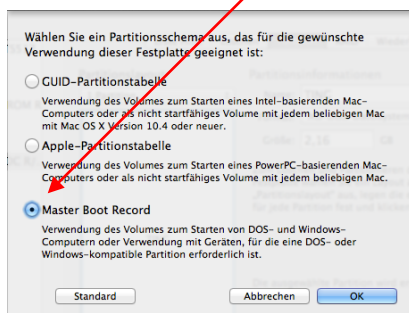 Wählen Sie ein Partitionsschema aus, das für die gewünschte
Verwendung dieser Festplatte geeignet ist:
GUID-Partitionstabelle
Verwendung des Volumes zum Starten eines Intel-basierenden Mac-
Computers oder als nicht startfähiges Volume mit jedem beliebigen Mac
mit Mac OS X Version 10.4 oder neuer.
Apple-Partitionstabelle
Verwendung des Volumes zum Starten eines PowerPC-basierenden Mac-
Computers oder als nicht startfähiges Volume mit jedem beliebigen Mac.
Master Boot Record
Verwendung des Volumes zum Starten von DOS- und Windows-
Computern oder Verwendung mit Geräten, für die eine DOS- oder
Windows-kompatible Partition erforderlich ist.
Standard Abbrechen OK